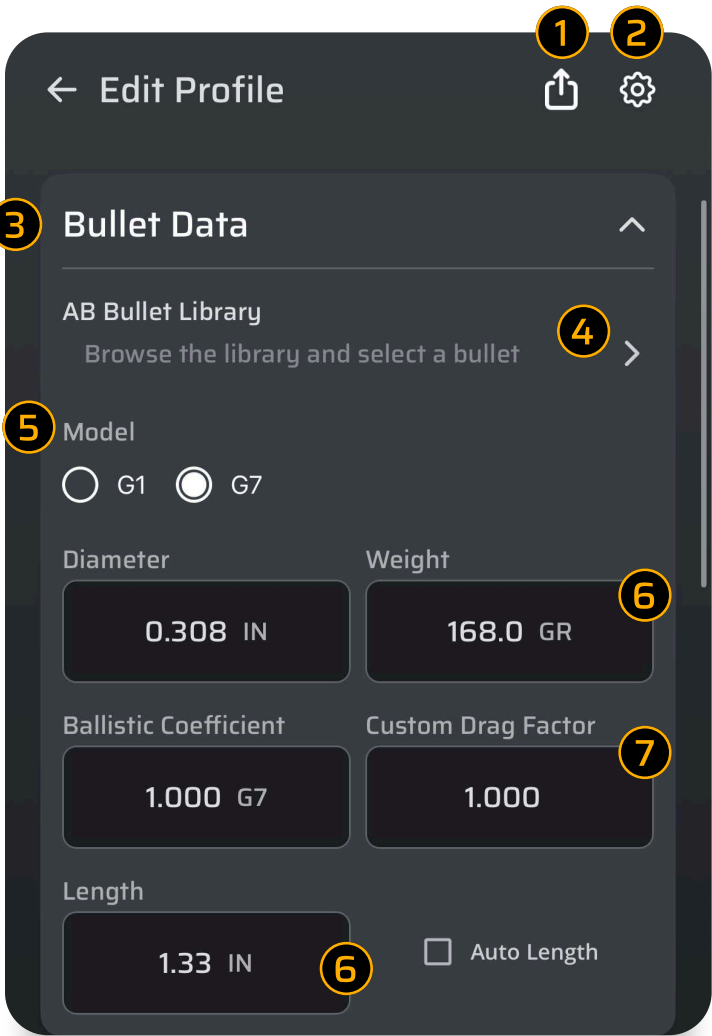 1 2
Edit Profile
3 Bullet Data
AB Bullet Library
4
Browse the library and select a bullet
5 Model
G1 G7
Diameter Weight
6
0.308 IN 168.0 GR
Ballistic Coefficient Custom Drag Factor
7
1.000 G7 1.000
Length
1.33 IN 6 Auto Length